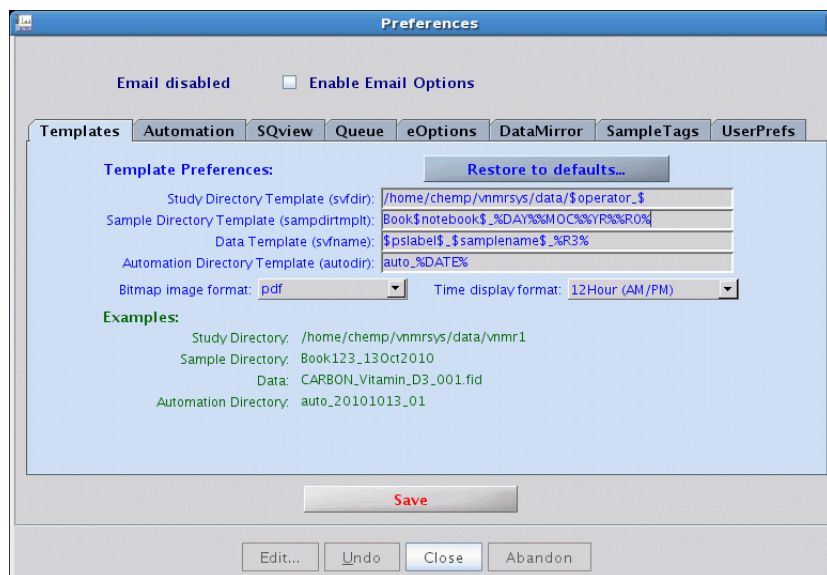 Preferences
Email disabled Enable Email Options
Templates Automation SQview Queue eOptions DataMirror SampleTags UserPrefs
Template Preferences: Restore to defaults...
Study Directory Template (svfdir): /home/chemp/vnmrsys/data/$operator_$
Sample Directory Template (sampdirtmplt): Book$notebook$_%DAY%%MOC%%YR%%R0%
Data Template (svfname): $pslabel$_$samplename$_%R3%
Automation Directory Template (autodir): auto_%DATE%
Bitmap image format: pdf Time display format: 12Hour (AM/PM)
Examples:
Study Directory: /home/chemp/vnmrsys/data/vnmr1
Sample Directory: Book123_13Oct2010
Data: CARBON_Vitamin_D3_001.fid
Automation Directory: auto_20101013_01
Save
Edit... Undo Close Abandon